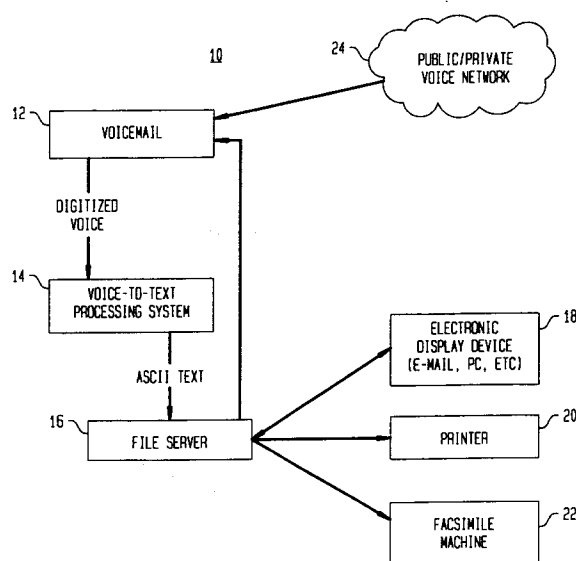 10
24
PUBLIC/PRIVATE
VOICE NETWORK
12
VOICEMAIL
DIGITIZED
VOICE
14
VOICE-TO-TEXT
PROCESSING SYSTEM
18
ELECTRONIC
DISPLAY DEVICE
(E-MAIL, PC, ETC)
ASCII TEXT
16
FILE SERVER
20
PRINTER
22
FACSIMILE
MACHINE